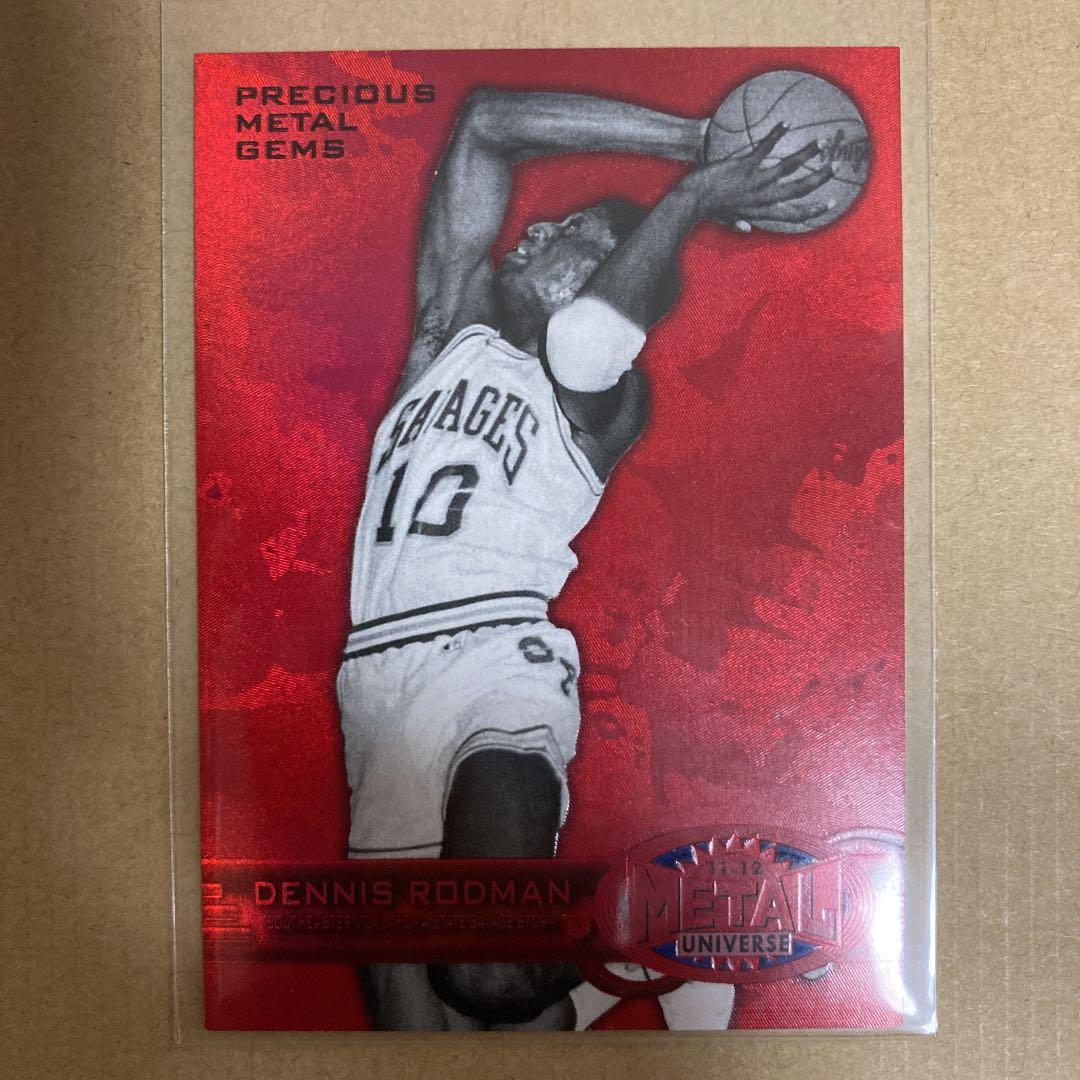 PRECIOUS
METAL
GEMS
SAVAGES
10
DENNIS RODMAN
11-12
METAL
UNIVERSE